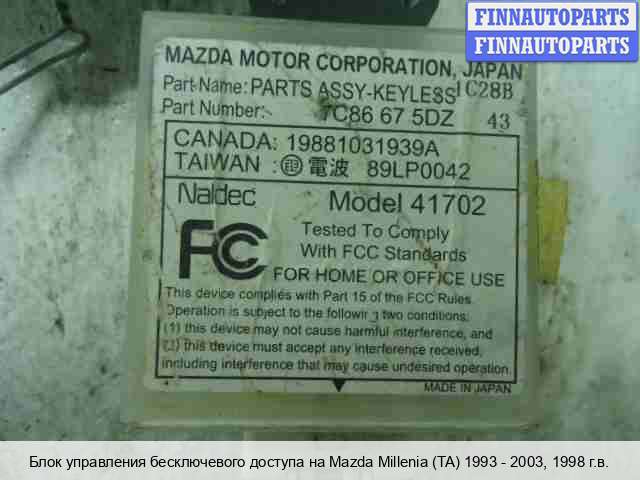 FINNAUTOPARTS
FINNAUTOPARTS
MAZDA MOTOR CORPORATION, JAPAN
Part-Name: PARTS ASSY-KEYLESS 1C28B
Part Number: 7C86 67 5DZ 43
CANADA: 19881031939A
TAIWAN : 電波 89LP0042
Naldec Model 41702
FC Tested To Comply
With FCC Standards
FOR HOME OR OFFICE USE
This device complies with Part 15 of the FCC Rules.
Operation is subject to the following two conditions:
(1) this device may not cause harmful interference, and
(2) this device must accept any interference received,
including interference that may cause undesired operation.
MADE IN JAPAN
Блок управления бесключевого доступа на Mazda Millenia (TA) 1993 - 2003, 1998 г.в.